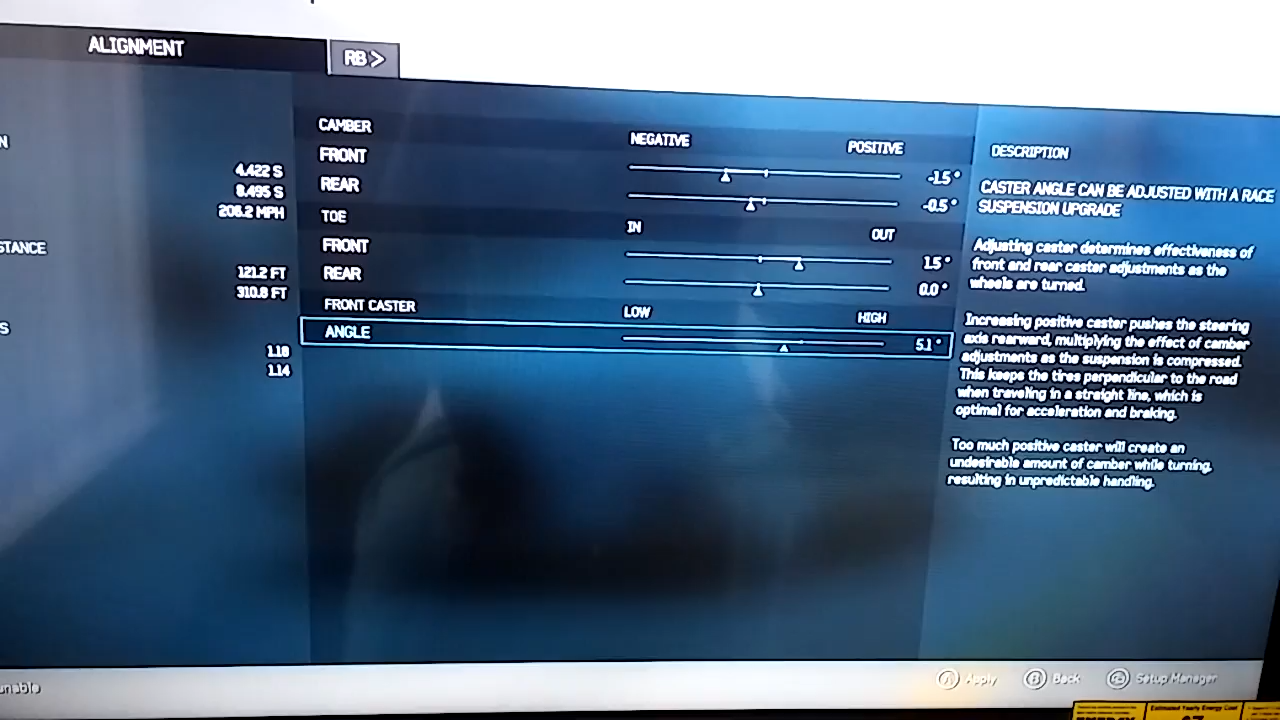 ALIGNMENT
RB >
CAMBER
NEGATIVE POSITIVE
FRONT -1.5°
REAR -0.5°
TOE
IN OUT
FRONT 1.5°
REAR 0.0°
FRONT CASTER
LOW HIGH
ANGLE 5.1°
N
4.422 S
8.495 S
206.2 MPH
STANCE
121.2 FT
310.8 FT
S
1.18
1.14
DESCRIPTION
CASTER ANGLE CAN BE ADJUSTED WITH A RACE
SUSPENSION UPGRADE
Adjusting caster determines effectiveness of
front and rear caster adjustments as the
wheels are turned.
Increasing positive caster pushes the steering
axis rearward, multiplying the effect of camber
adjustments as the suspension is compressed.
This keeps the tires perpendicular to the road
when traveling in a straight line, which is
optimal for acceleration and braking.
Too much positive caster will create an
undesirable amount of camber while turning,
resulting in unpredictable handling.
unable
A Apply B Back Setup Manager
Estimated Yearly Energy Cost